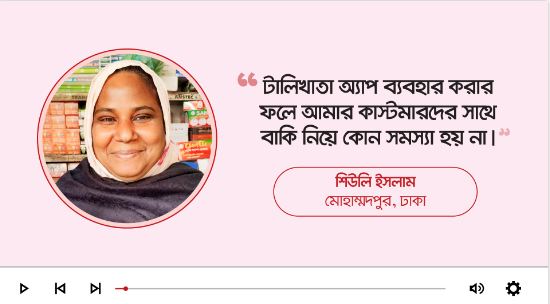 “টালিখাতা অ্যাপ ব্যবহার করার
ফলে আমার কাস্টমারদের সাথে
বাকি নিয়ে কোন সমস্যা হয় না।”
শিউলি ইসলাম
মোহাম্মদপুর, ঢাকা